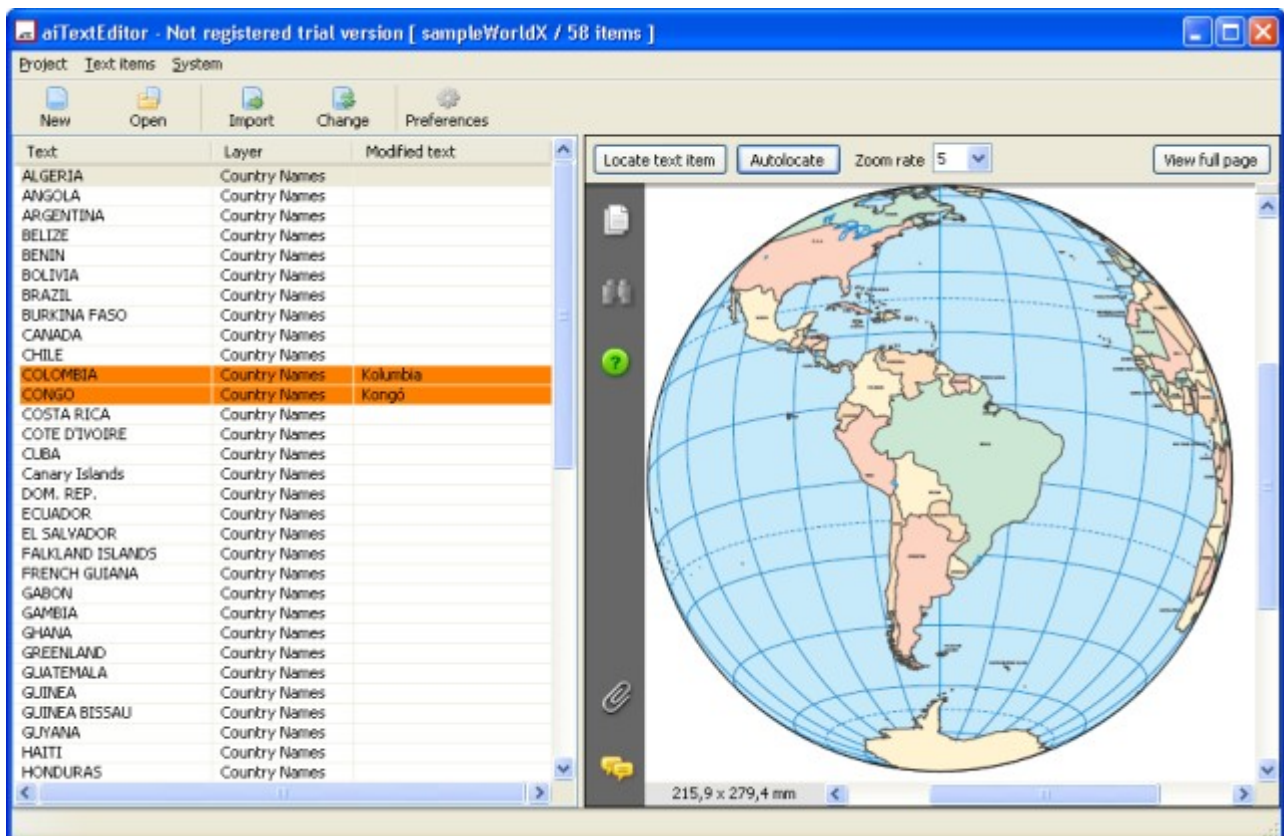 aiTextEditor - Not registered trial version [ sampleWorldX / 58 items ]
Project Text items System
New Open Import Change Preferences
Text Layer Modified text
ALGERIA Country Names
ANGOLA Country Names
ARGENTINA Country Names
BELIZE Country Names
BENIN Country Names
BOLIVIA Country Names
BRAZIL Country Names
BURKINA FASO Country Names
CANADA Country Names
CHILE Country Names
COLOMBIA Country Names Kolumbia
CONGO Country Names Kongó
COSTA RICA Country Names
COTE D'IVOIRE Country Names
CUBA Country Names
Canary Islands Country Names
DOM. REP. Country Names
ECUADOR Country Names
EL SALVADOR Country Names
FALKLAND ISLANDS Country Names
FRENCH GUIANA Country Names
GABON Country Names
GAMBIA Country Names
GHANA Country Names
GREENLAND Country Names
GUATEMALA Country Names
GUINEA Country Names
GUINEA BISSAU Country Names
GUYANA Country Names
HAITI Country Names
HONDURAS Country Names
Locate text item Autolocate Zoom rate 5 View full page
215,9 x 279,4 mm